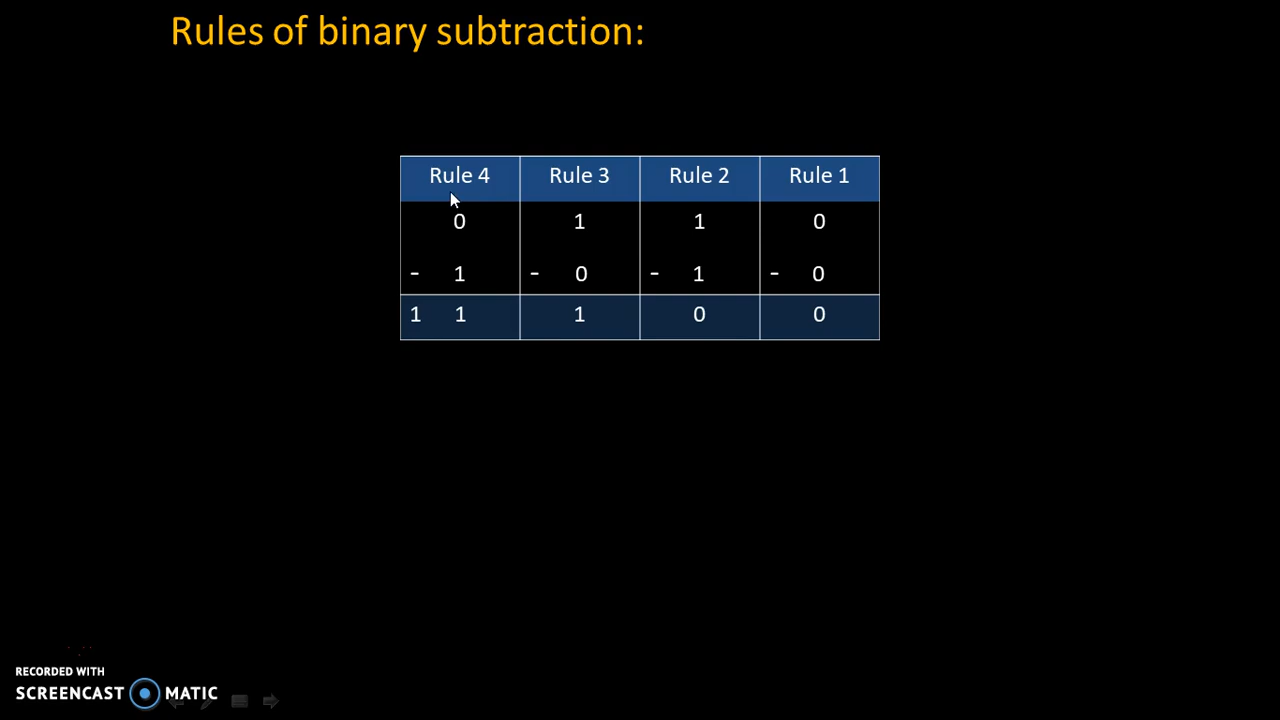 Rules of binary subtraction:
Rule 4 Rule 3 Rule 2 Rule 1
0 1 1 0
- 1 - 0 - 1 - 0
1 1 1 0 0
RECORDED WITH
SCREENCAST MATIC